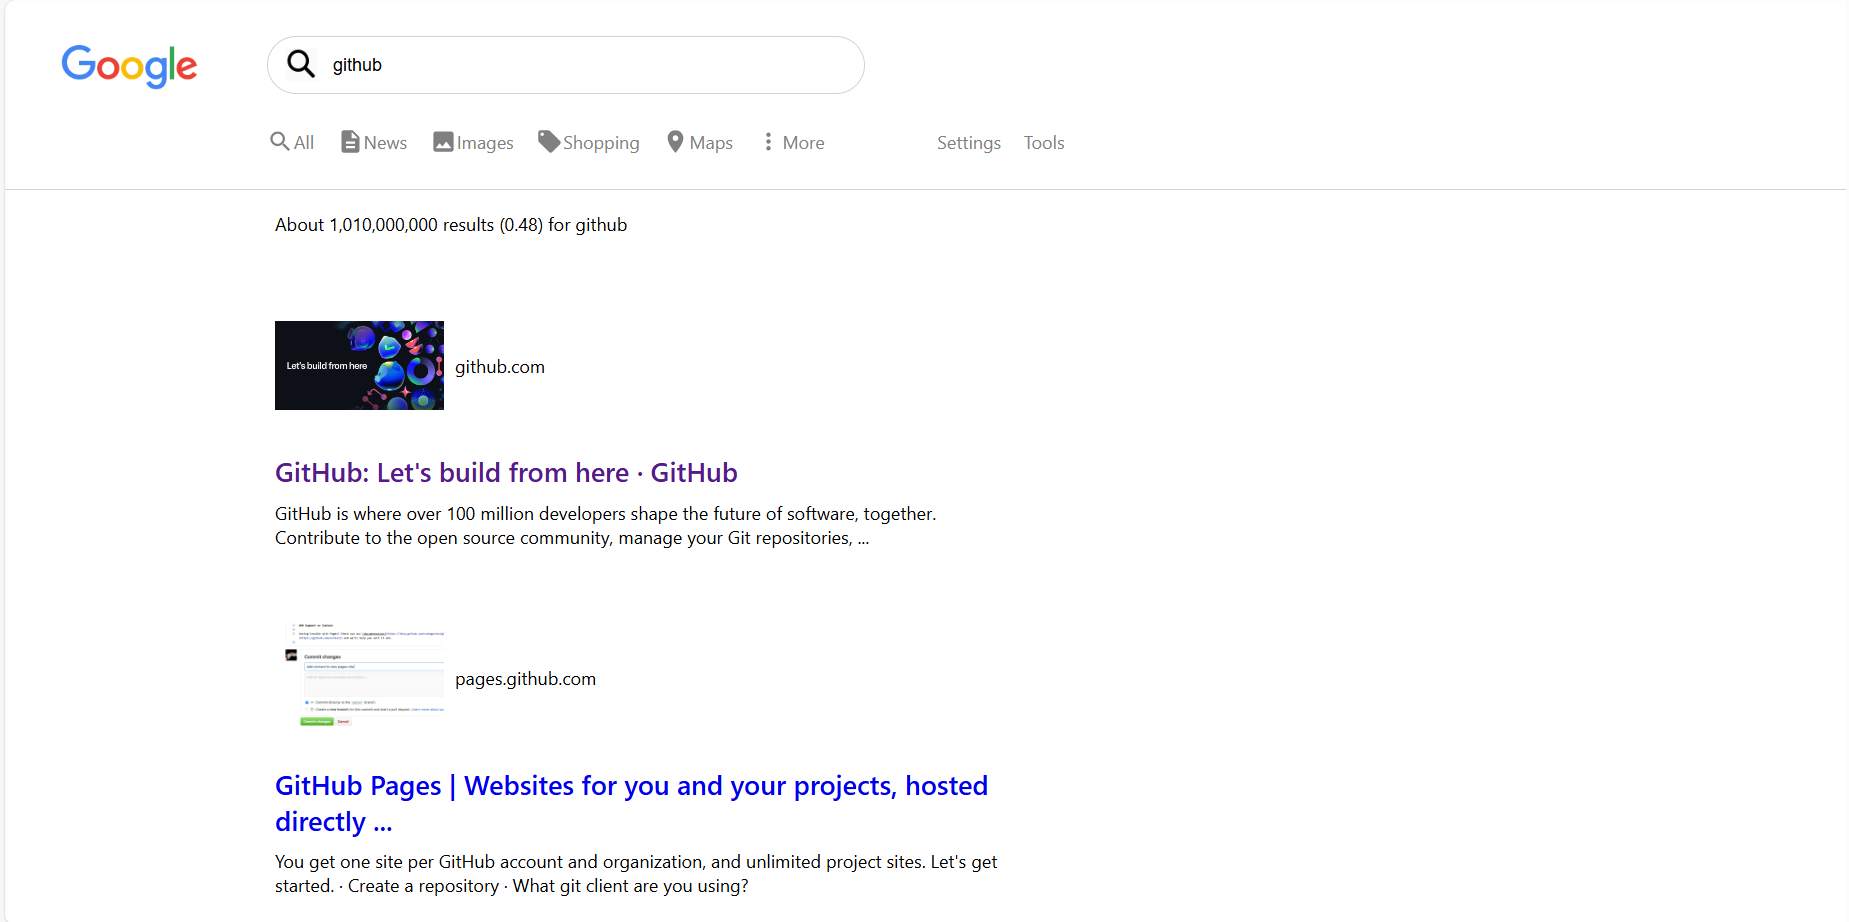 Google
github
All News Images Shopping Maps More Settings Tools
About 1,010,000,000 results (0.48) for github
Let's build from here
github.com
GitHub: Let's build from here · GitHub
GitHub is where over 100 million developers shape the future of software, together.
Contribute to the open source community, manage your Git repositories, ...
Commit changes
pages.github.com
Commit changes Cancel
GitHub Pages | Websites for you and your projects, hosted
directly ...
You get one site per GitHub account and organization, and unlimited project sites. Let's get
started. · Create a repository · What git client are you using?